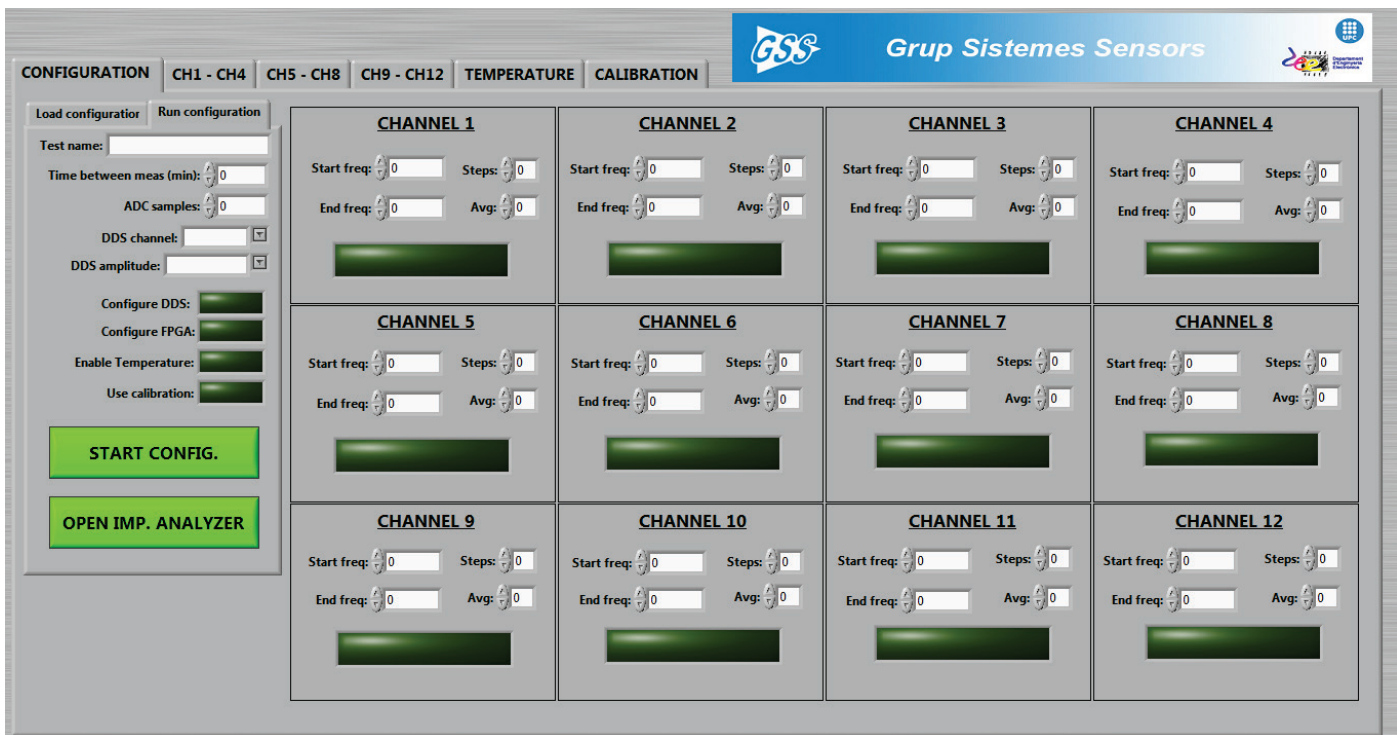 GSS Grup Sistemes Sensors UPC
Departament d'Enginyeria Electrònica
CONFIGURATION CH1 - CH4 CH5 - CH8 CH9 - CH12 TEMPERATURE CALIBRATION
Load configuratior Run configuration
Test name:
Time between meas (min): 0
ADC samples: 0
DDS channel:
DDS amplitude:
Configure DDS:
Configure FPGA:
Enable Temperature:
Use calibration:
START CONFIG.
OPEN IMP. ANALYZER
CHANNEL 1
Start freq: 0 Steps: 0
End freq: 0 Avg: 0
CHANNEL 2
Start freq: 0 Steps: 0
End freq: 0 Avg: 0
CHANNEL 3
Start freq: 0 Steps: 0
End freq: 0 Avg: 0
CHANNEL 4
Start freq: 0 Steps: 0
End freq: 0 Avg: 0
CHANNEL 5
Start freq: 0 Steps: 0
End freq: 0 Avg: 0
CHANNEL 6
Start freq: 0 Steps: 0
End freq: 0 Avg: 0
CHANNEL 7
Start freq: 0 Steps: 0
End freq: 0 Avg: 0
CHANNEL 8
Start freq: 0 Steps: 0
End freq: 0 Avg: 0
CHANNEL 9
Start freq: 0 Steps: 0
End freq: 0 Avg: 0
CHANNEL 10
Start freq: 0 Steps: 0
End freq: 0 Avg: 0
CHANNEL 11
Start freq: 0 Steps: 0
End freq: 0 Avg: 0
CHANNEL 12
Start freq: 0 Steps: 0
End freq: 0 Avg: 0